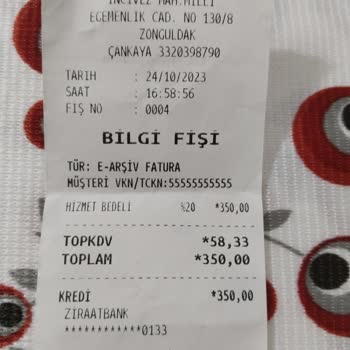 İNCİVEZ MAH.MİLLİ
EGEMENLİK CAD. NO 130/8
ZONGULDAK
ÇANKAYA 3320398790
TARİH : 24/10/2023
SAAT : 16:58:56
FİŞ NO : 0004
BİLGİ FİŞİ
TÜR: E-ARŞİV FATURA
MÜŞTERİ VKN/TCKN:55555555555
HİZMET BEDELİ %20 *350,00
TOPKDV *58,33
TOPLAM *350,00
KREDİ *350,00
ZIRAATBANK
************0133